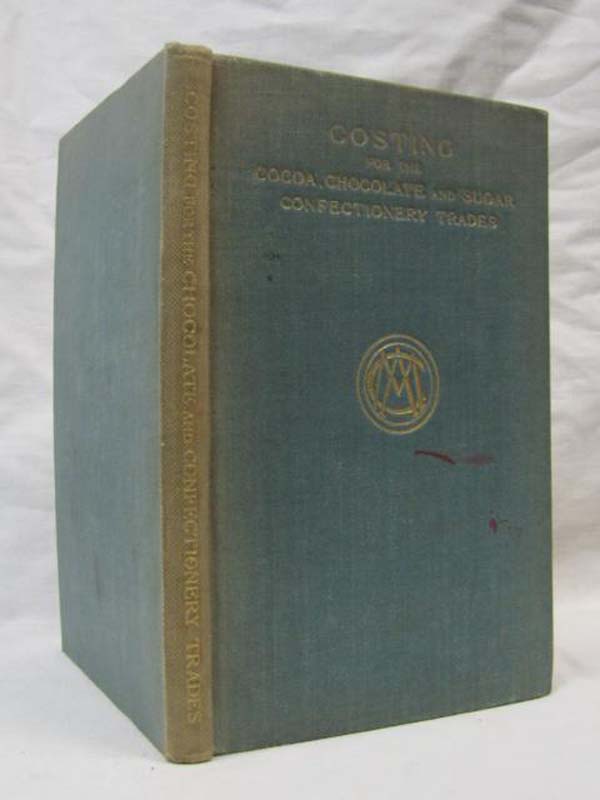 COSTING
FOR THE
COCOA, CHOCOLATE AND SUGAR
CONFECTIONERY TRADES
COSTING FOR THE CHOCOLATE AND CONFECTIONERY TRADES